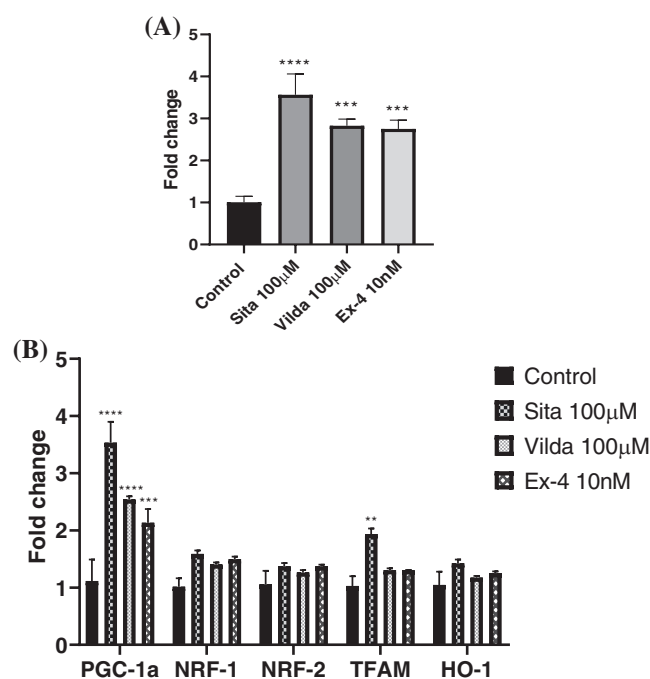 (A)
5
4
3
2
1
0
Fold change
****
***
***
Control
Sita 100μM
Vilda 100μM
Ex-4 10nM
(B)
5
4
3
2
1
0
Fold change
****
****
***
**
PGC-1a NRF-1 NRF-2 TFAM HO-1
Control
Sita 100μM
Vilda 100μM
Ex-4 10nM